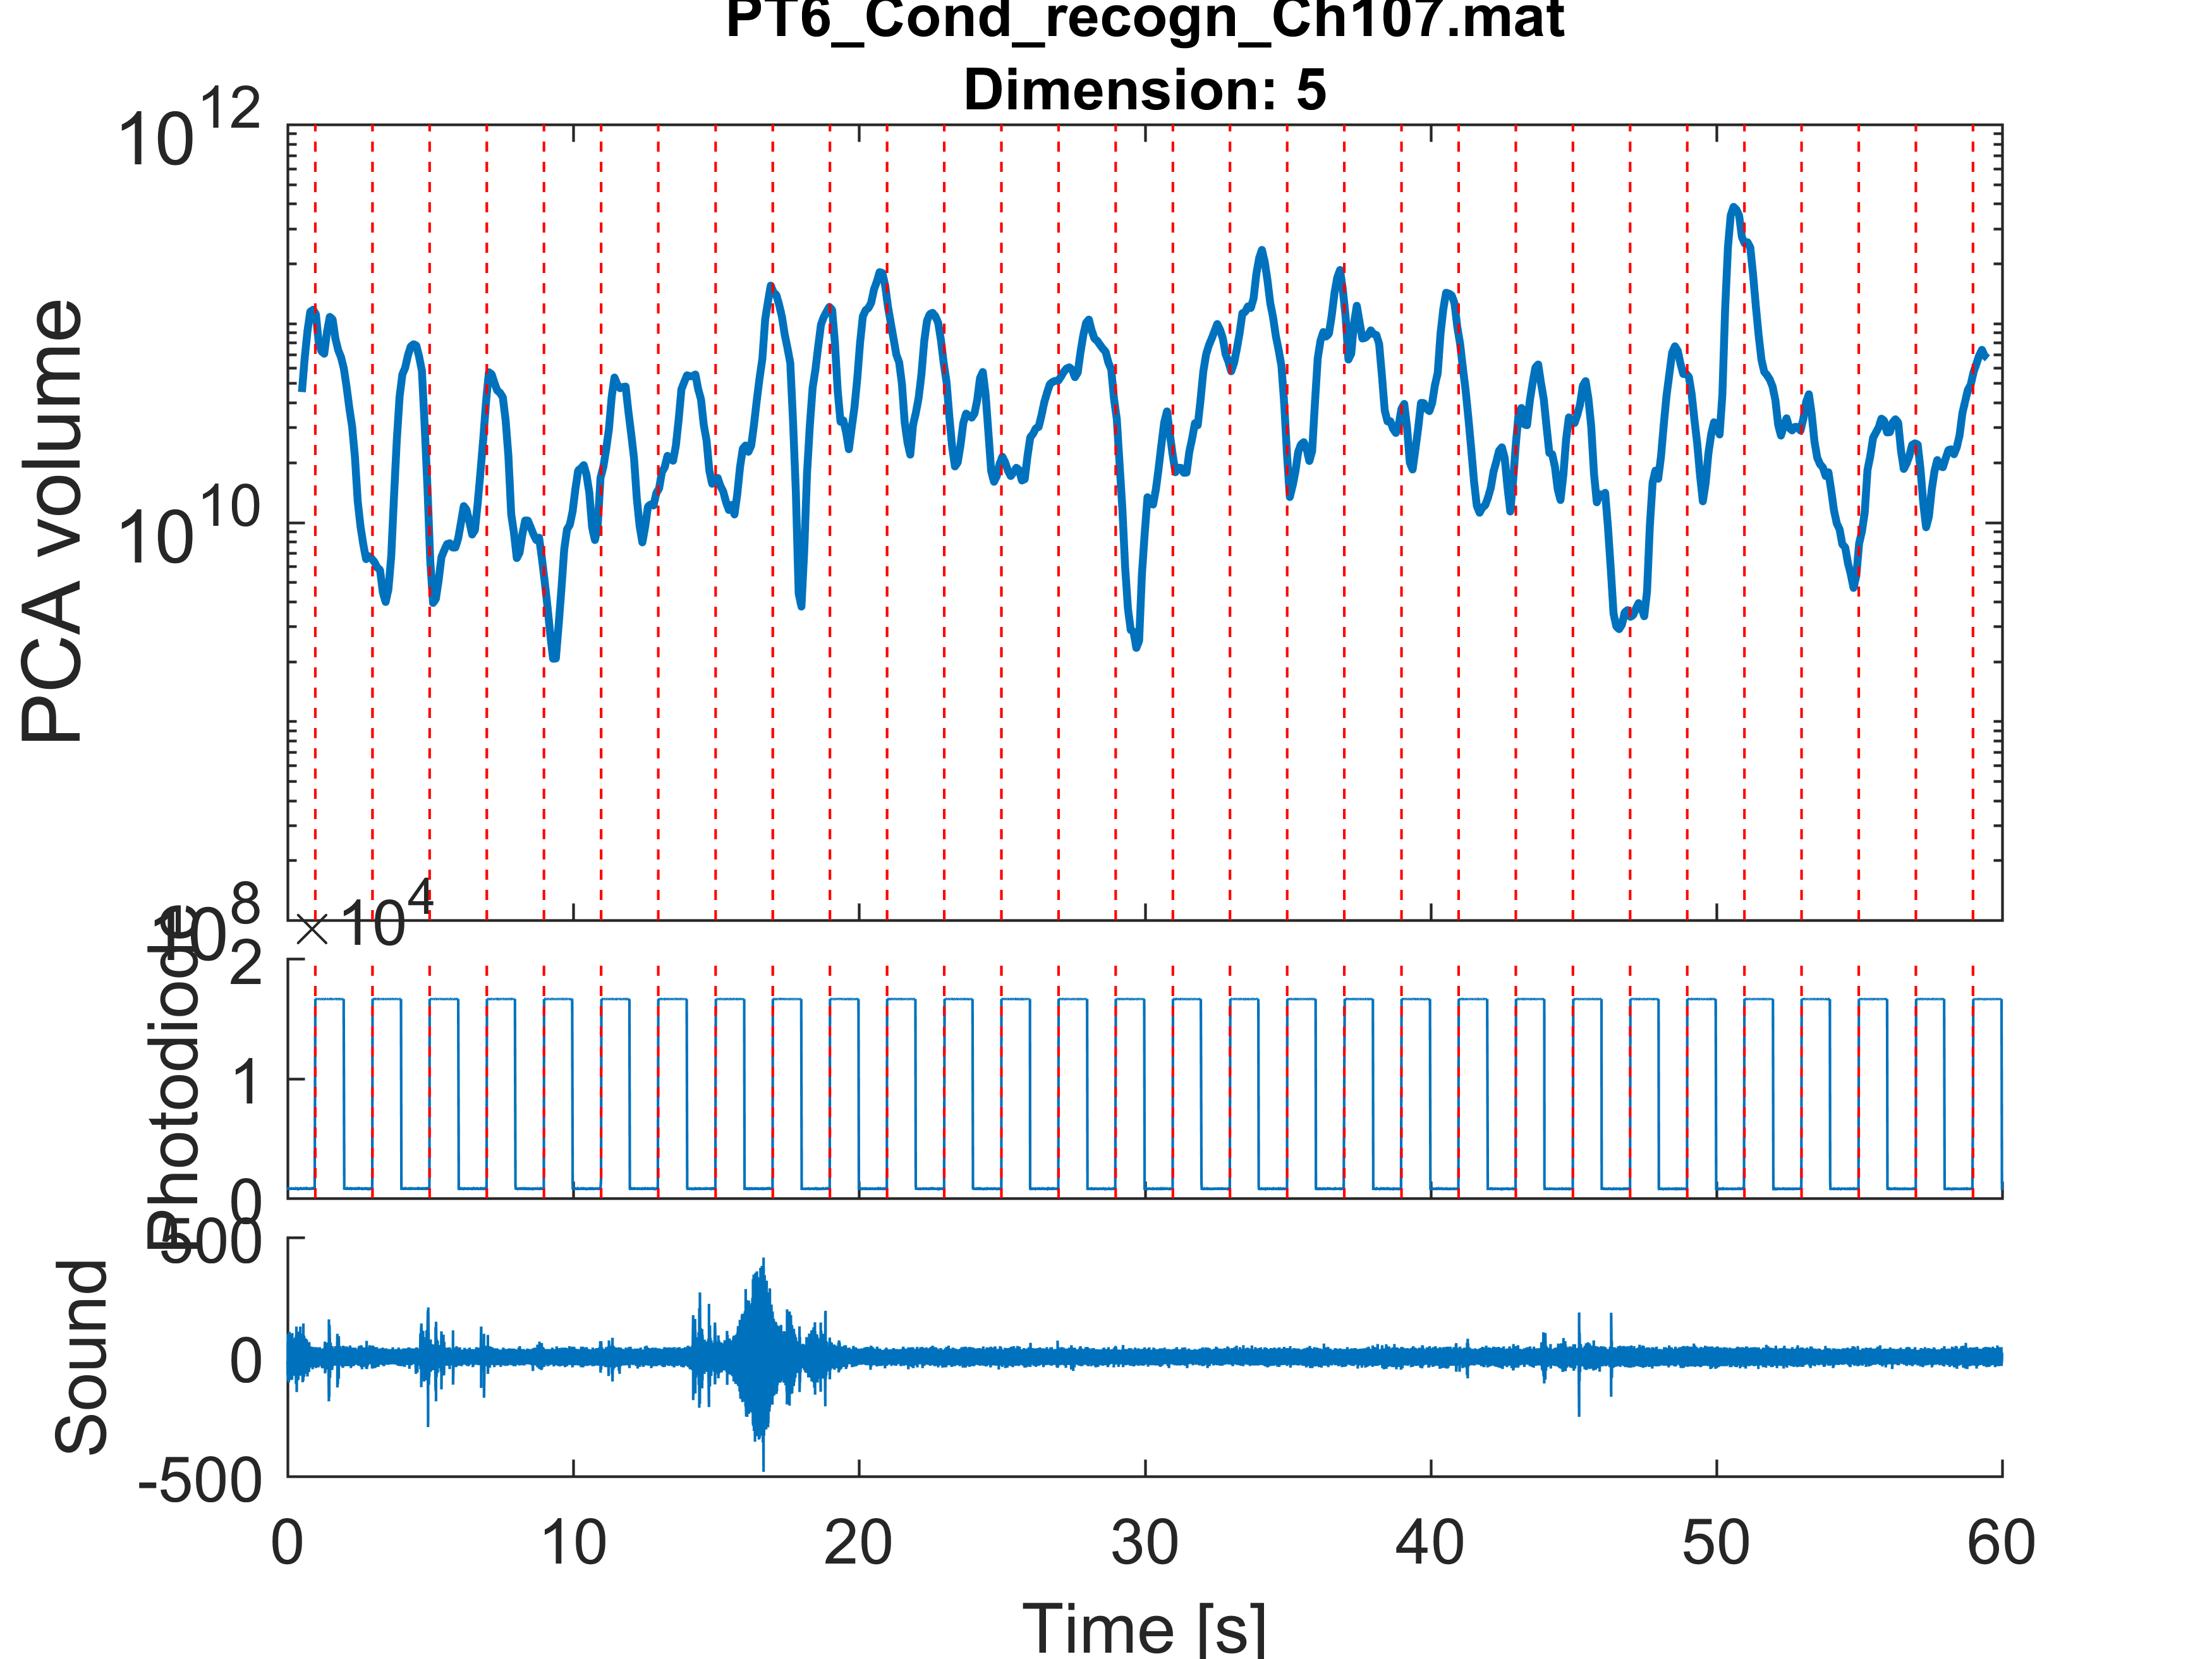 PT6_Cond_recogn_Ch107.mat
Dimension: 5
10^12
10^10
10^8
PCA volume
×10^4
2
1
0
Photodiode
500
0
-500
Sound
0 10 20 30 40 50 60
Time [s]